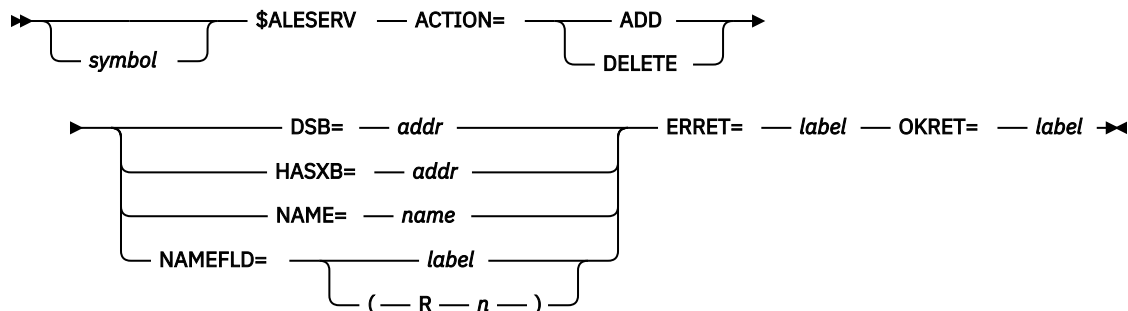 $ALESERV ACTION= ADD
symbol DELETE
DSB= addr ERRET= label OKRET= label
HASXB= addr
NAME= name
NAMEFLD= label
( R n )